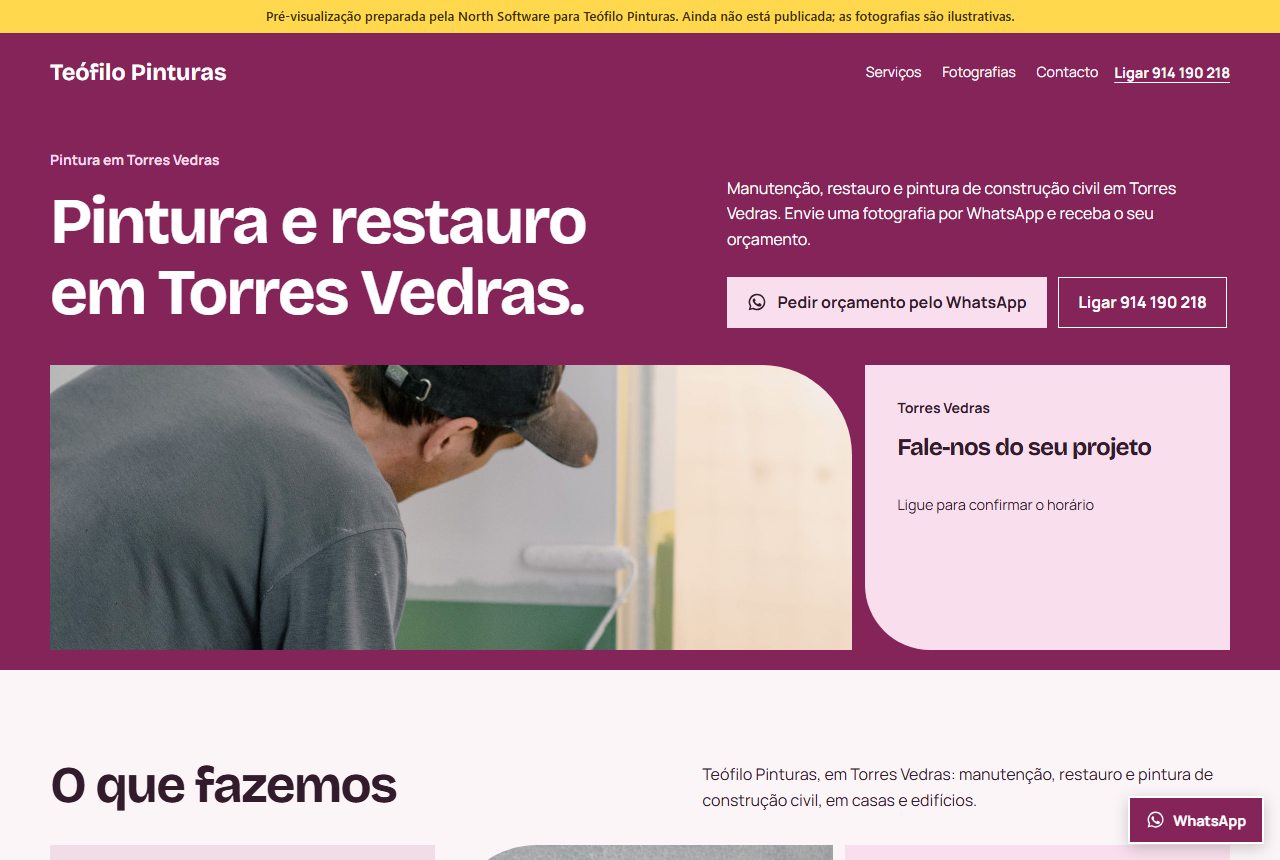 Pré-visualização preparada pela North Software para Teófilo Pinturas. Ainda não está publicada; as fotografias são ilustrativas.
Teófilo Pinturas
Serviços
Fotografias
Contacto
Ligar 914 190 218
Pintura em Torres Vedras
Pintura e restauro
em Torres Vedras.
Manutenção, restauro e pintura de construção civil em Torres
Vedras. Envie uma fotografia por WhatsApp e receba o seu
orçamento.
Pedir orçamento pelo WhatsApp
Ligar 914 190 218
Torres Vedras
Fale-nos do seu projeto
Ligue para confirmar o horário
O que fazemos
Teófilo Pinturas, em Torres Vedras: manutenção, restauro e pintura de
construção civil, em casas e edifícios.
WhatsApp